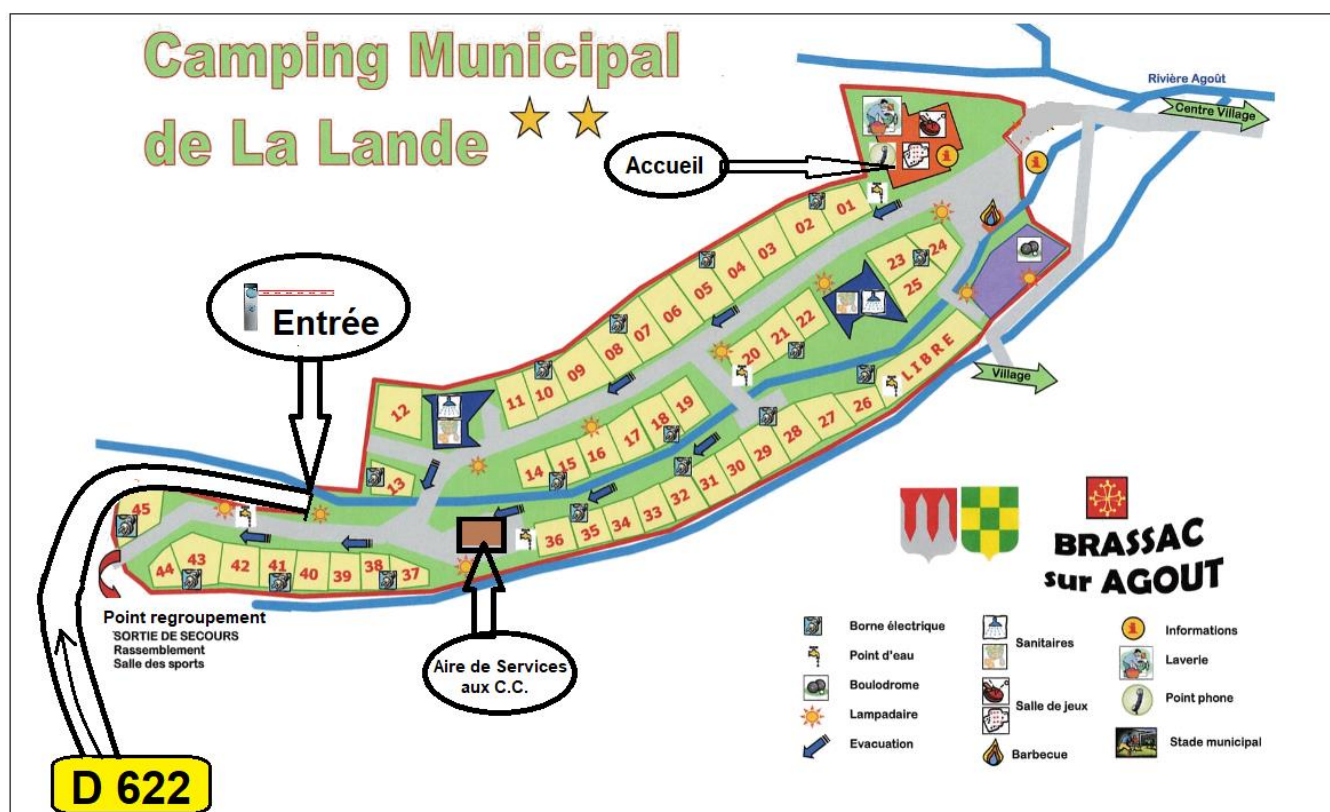 Camping Municipal
de La Lande
Rivière Agoût
Centre Village
Accueil
Entrée
Village
01
02
03
04
05
06
07
08
09
10
11
12
13
14
15
16
17
18
19
20
21
22
23
24
25
LIBRE
26
27
28
29
30
31
32
33
34
35
36
37
38
39
40
41
42
43
44
45
Point regroupement
SORTIE DE SECOURS
Rassemblement
Salle des sports
Aire de Services
aux C.C.
D 622
BRASSAC
sur AGOUT
Borne électrique
Point d'eau
Boulodrome
Lampadaire
Evacuation
Sanitaires
Salle de jeux
Barbecue
Informations
Laverie
Point phone
Stade municipal